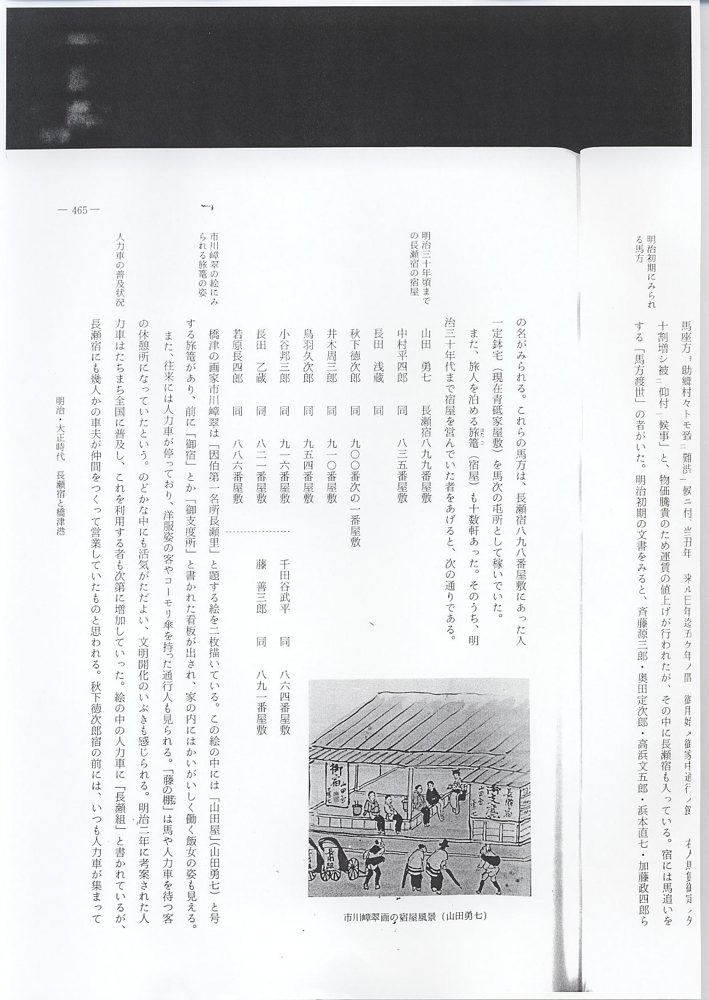 明治初期にみられ
る馬方
馬座方ヨ助郷村々トモ致ニ難渋一候ニ付、当丑年 来ル巳年迄五ケ年ノ間 御用始メ御家中通行ノ節
十割増シ被ニ仰付一候事」と、物価騰貴のため運賃の値上げが行われたが、その中に長瀬宿も入っている。宿には馬追いを
する「馬方渡世」の者がいた。明治初期の文書をみると、斉藤源三郎・奥田定次郎・高浜文五郎・浜本直七・加藤政四郎ら
の名がみられる。これらの馬方は、長瀬宿八九八番屋敷にあった入
一定鉢宅（現在青砥家屋敷）を馬次の屯所として稼いでいた。
また、旅人を泊める旅篭（宿屋）も十数軒あった。そのうち、明
はたご
治三十年代まで宿屋を営んでいた者をあげると、次の通りである。
明治三十年頃まで
の長瀬宿の宿屋
山田 勇七 長瀬宿八九九番屋敷
中村平四郎 同 八三五番屋敷
長田 浅蔵 同
秋下徳次郎 同 九〇〇番次の一番屋敷
井木周三郎 同 九一〇番屋敷
鳥羽久次郎 同 九五四番屋敷
小谷邦三郎 同 九一六番屋敷
長田 乙蔵 同 八二一番屋敷
若原長四郎 同 八八六番屋敷
千田谷武平 同 八六四番屋敷
藤 善三郎 同 八九一番屋敷
御宿
山田屋
長瀬宿
御支度
山田屋
勇七
長瀬組
市川嶂翠画の宿屋風景（山田勇七）
市川嶂翠の絵にみ
られる旅篭の姿
橋津の画家市川嶂翠は「因伯第一名所長瀬里」と題する絵を二枚描いている。この絵の中には「山田屋」（山田勇七）と号
する旅篭があり、前に「御宿」とか「御支度所」と書かれた看板が出され、家の内にはかいがいしく働く飯女の姿も見える。
また、往来には人力車が停っており、洋服姿の客やコーモリ傘を持った通行人も見られる。「藤の棚」は馬や人力車を待つ客
の休憩所になっていたという。のどかな中にも活気がただよい、文明開化のいぶきも感じられる。明治二年に考案された人
人力車の普及状況
力車はたちまち全国に普及し、これを利用する者も次第に増加していった。絵の中の人力車に「長瀬組」と書かれているが、
長瀬宿にも幾人かの車夫が仲間をつくって営業していたものと思われる。秋下徳次郎宿の前には、いつも人力車が集まって
明治・大正時代 長瀬宿と橋津港
— 465 —